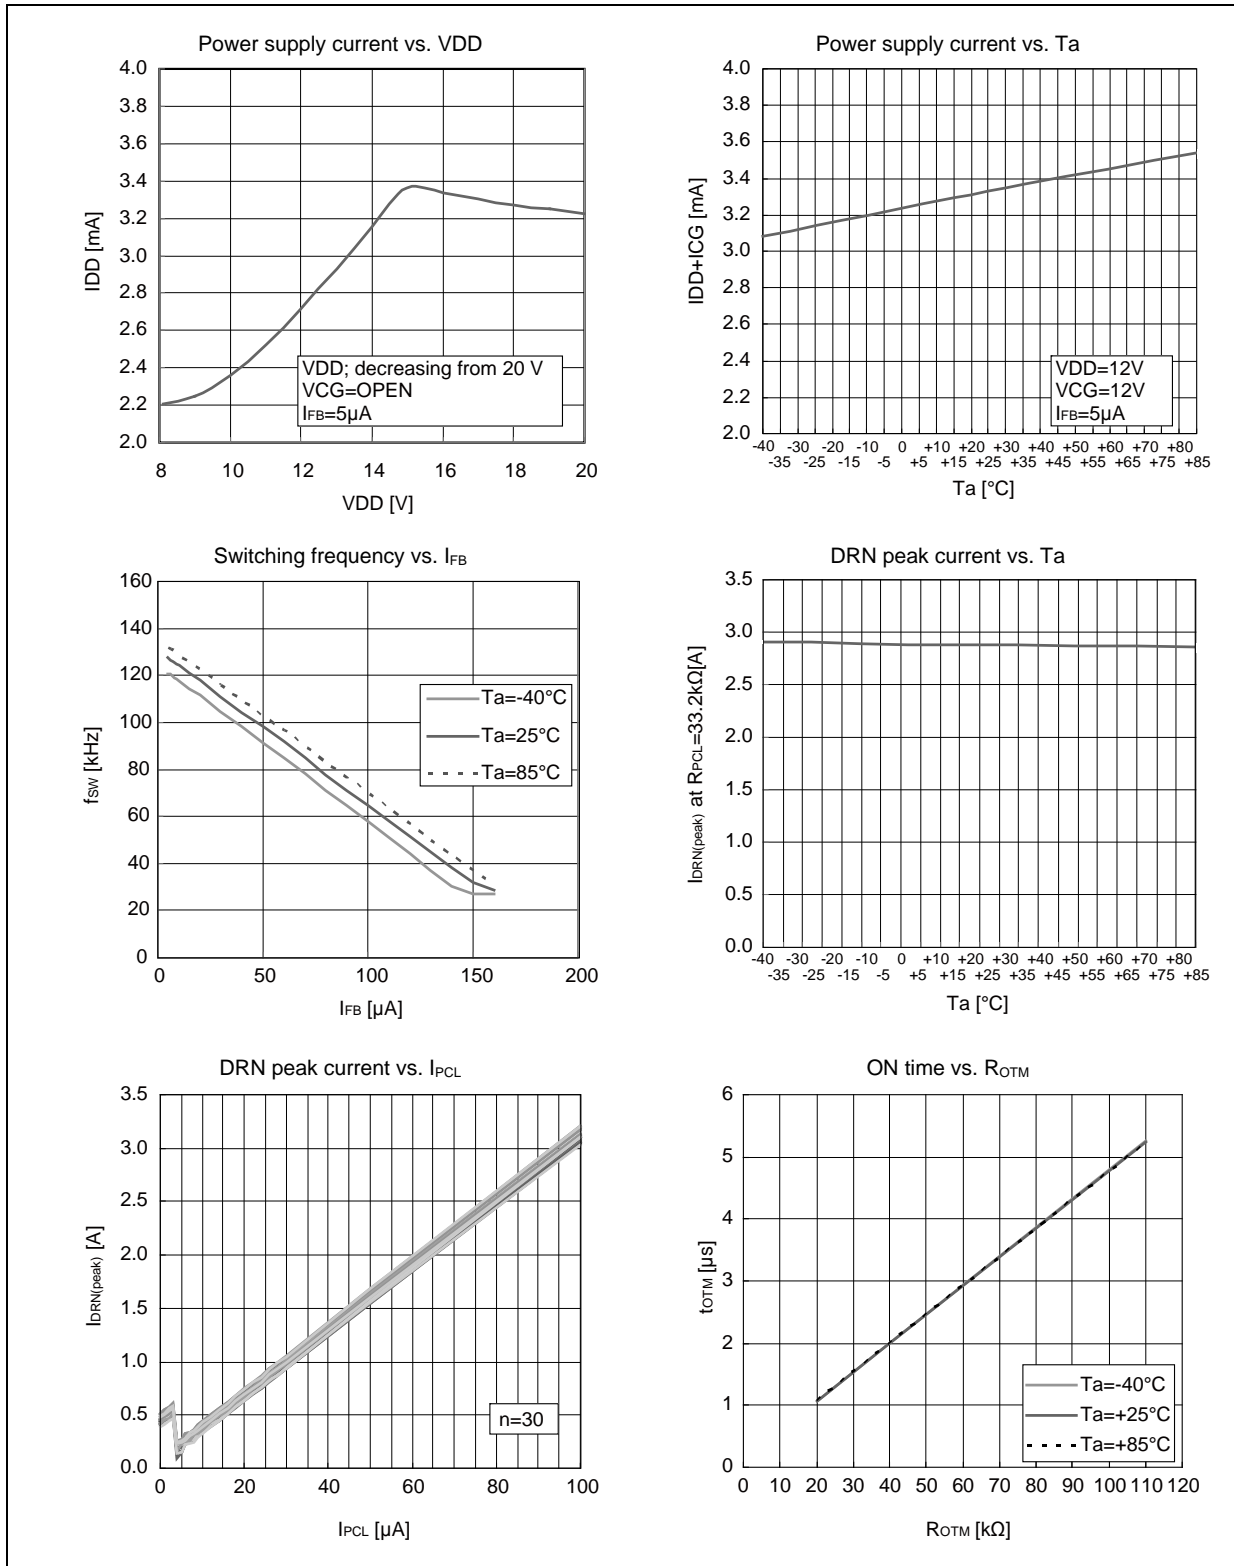 Power supply current vs. VDD
4.0
3.8
3.6
3.4
3.2
3.0
2.8
2.6
2.4
2.2
2.0
IDD [mA]
VDD; decreasing from 20 V
VCG=OPEN
IFB=5µA
8 10 12 14 16 18 20
VDD [V]
Power supply current vs. Ta
4.0
3.8
3.6
3.4
3.2
3.0
2.8
2.6
2.4
2.2
2.0
IDD+ICG [mA]
VDD=12V
VCG=12V
IFB=5µA
-40 -30 -20 -10 0 +10 +20 +30 +40 +50 +60 +70 +80
-35 -25 -15 -5 +5 +15 +25 +35 +45 +55 +65 +75 +85
Ta [°C]
Switching frequency vs. IFB
160
140
120
100
80
60
40
20
0
fSW [kHz]
Ta=-40°C
Ta=25°C
Ta=85°C
0 50 100 150 200
IFB [µA]
DRN peak current vs. Ta
3.5
3.0
2.5
2.0
1.5
1.0
0.5
0.0
IDRN(peak) at RPCL=33.2kΩ[A]
-40 -30 -20 -10 0 +10 +20 +30 +40 +50 +60 +70 +80
-35 -25 -15 -5 +5 +15 +25 +35 +45 +55 +65 +75 +85
Ta [°C]
DRN peak current vs. IPCL
3.5
3.0
2.5
2.0
1.5
1.0
0.5
0.0
IDRN(peak) [A]
n=30
0 20 40 60 80 100
IPCL [µA]
ON time vs. ROTM
6
5
4
3
2
1
0
tOTM [µs]
Ta=-40°C
Ta=+25°C
Ta=+85°C
0 10 20 30 40 50 60 70 80 90 100 110 120
ROTM [kΩ]